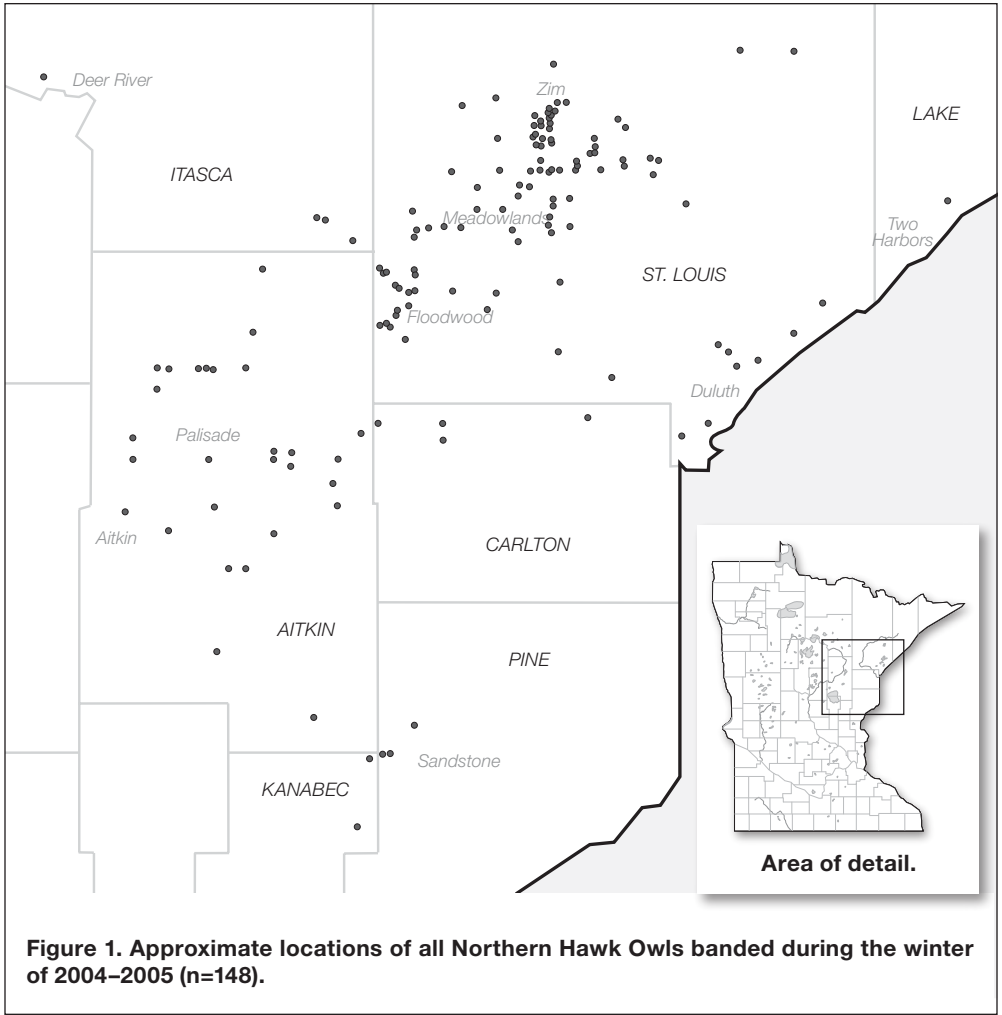 Deer River
Zim
LAKE
ITASCA
Meadowlands
Two
Harbors
ST. LOUIS
Floodwood
Duluth
Palisade
Aitkin
CARLTON
AITKIN
PINE
Sandstone
KANABEC
Area of detail.
Figure 1. Approximate locations of all Northern Hawk Owls banded during the winter
of 2004–2005 (n=148).